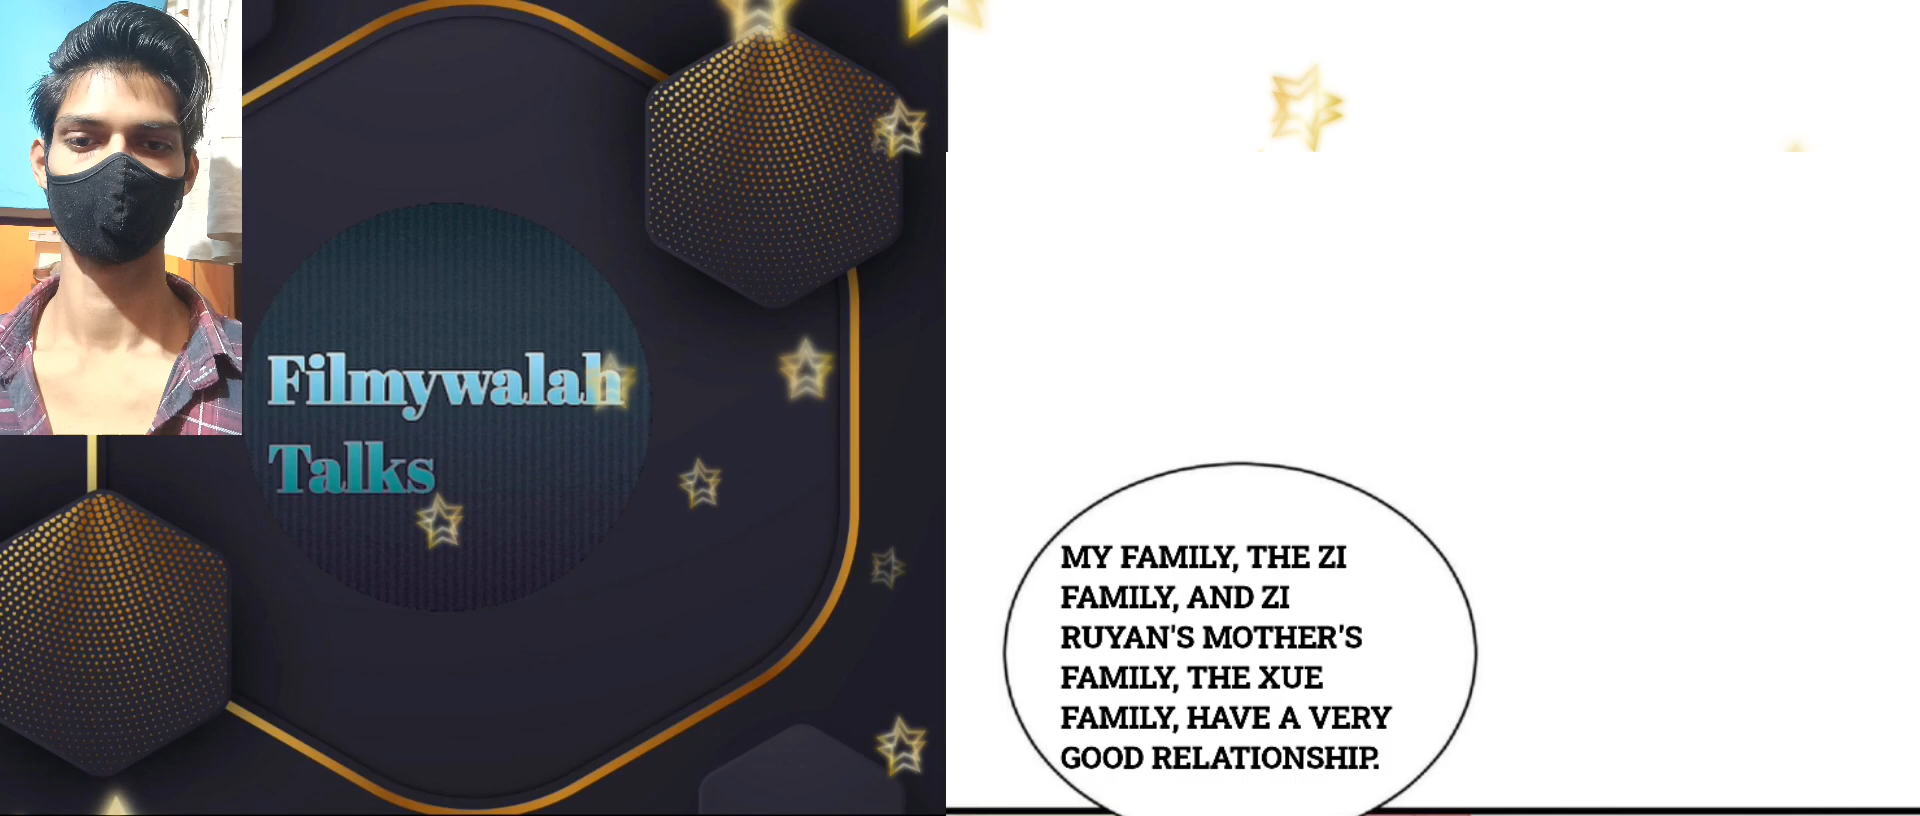 Filmywalah
Talks
MY FAMILY, THE ZI
FAMILY, AND ZI
RUYAN'S MOTHER'S
FAMILY, THE XUE
FAMILY, HAVE A VERY
GOOD RELATIONSHIP.